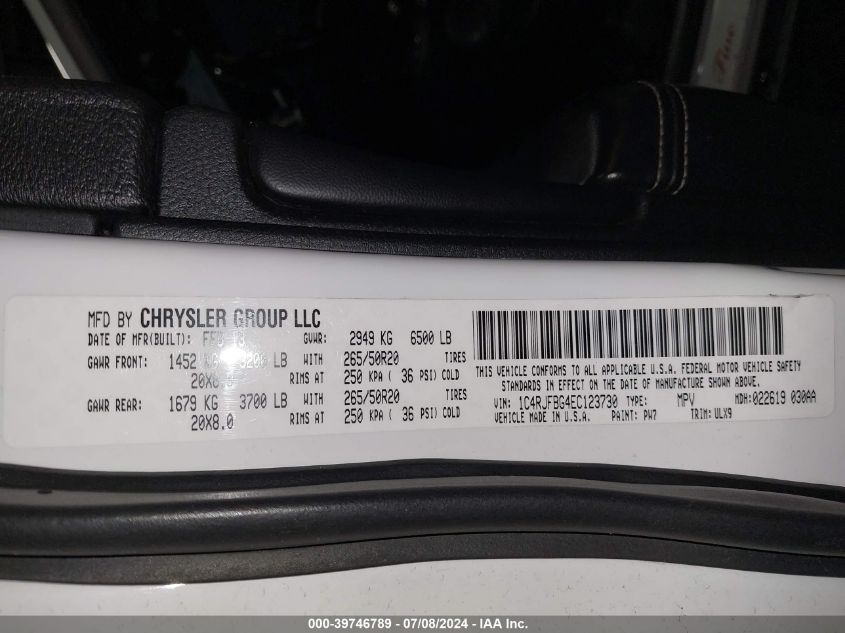 MFD BY CHRYSLER GROUP LLC
DATE OF MFR(BUILT): GVWR: 2949 KG 6500 LB
GAWR FRONT: 1452 3200 LB WITH 265/50R20 TIRES
20X8.0 RIMS AT 250 KPA ( 36 PSI) COLD
GAWR REAR: 1679 KG 3700 LB WITH 265/50R20 TIRES
20X8.0 RIMS AT 250 KPA ( 36 PSI) COLD
THIS VEHICLE CONFORMS TO ALL APPLICABLE U.S.A. FEDERAL MOTOR VEHICLE SAFETY
STANDARDS IN EFFECT ON THE DATE OF MANUFACTURE SHOWN ABOVE.
VIN: 1C4RJFBG4EC123730 TYPE: MPV MDH: 022619 030AA
VEHICLE MADE IN U.S.A. PAINT: PW7 TRIM: ULX9
000-39746789 - 07/08/2024 - IAA Inc.